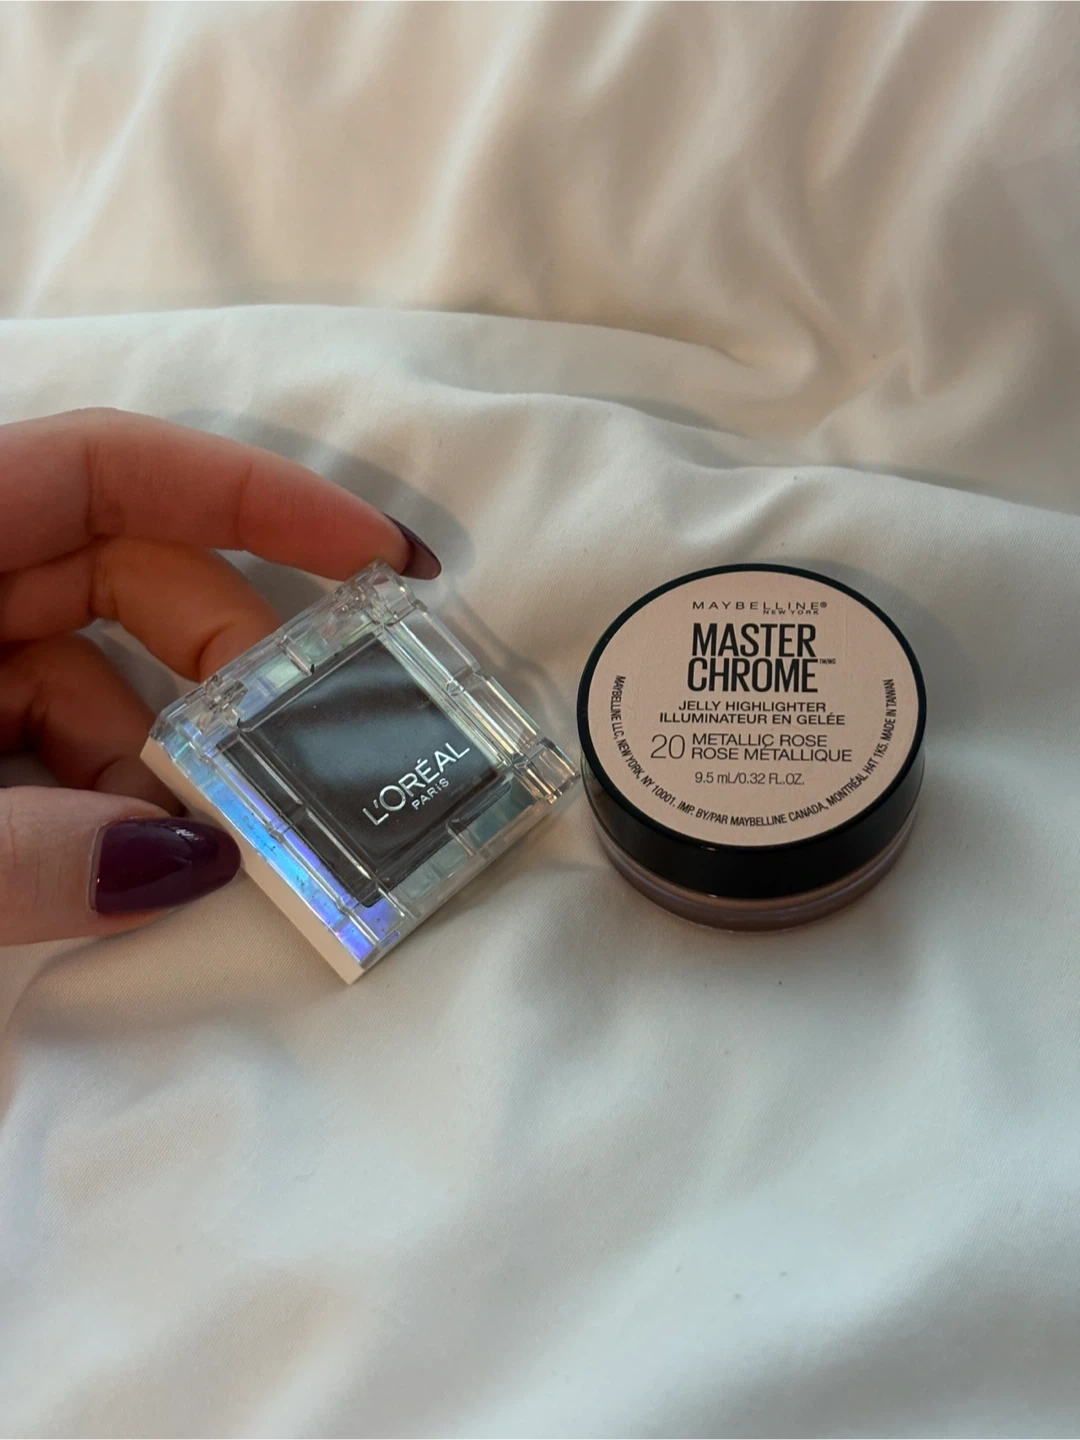 L'ORÉAL
PARIS
MAYBELLINE®
NEW YORK
MASTER
CHROME™/MC
JELLY HIGHLIGHTER
ILLUMINATEUR EN GELÉE
20 METALLIC ROSE
ROSE MÉTALLIQUE
9.5 mL/0.32 FL.OZ.
MAYBELLINE LLC, NEW YORK, NY 10001, IMP. BY/PAR MAYBELLINE CANADA, MONTRÉAL H4T 1K5. MADE IN TAIWAN